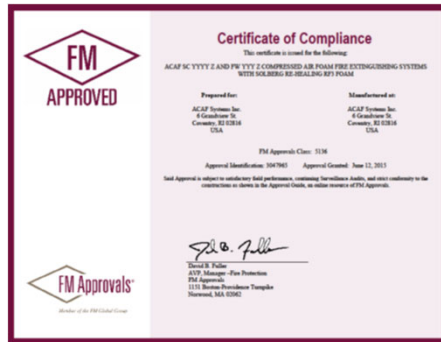 FM
APPROVED
Certificate of Compliance
This certificate is issued for the following:
ACAF SC YYYY Z AND FW YYY Z COMPRESSED AIR FOAM FIRE EXTINGUISHING SYSTEMS
WITH SOLBERG RE-HEALING RF3 FOAM
Prepared for:
ACAF Systems Inc.
6 Grandview St.
Coventry, RI 02816
USA
Manufactured at:
ACAF Systems Inc.
6 Grandview St.
Coventry, RI 02816
USA
FM Approvals Class: 5130
Approval Identification: 3047965 Approval Granted: June 12, 2013
Said Approval is subject to satisfactory field performance, continuing Surveillance Audits, and strict conformity to the
constructions as shown in the Approval Guide, an online resource of FM Approvals.
David B. Fuller
AVP, Manager - Fire Protection
FM Approvals
1151 Boston-Providence Turnpike
Norwood, MA 02062
FM Approvals
Member of the FM Global Group